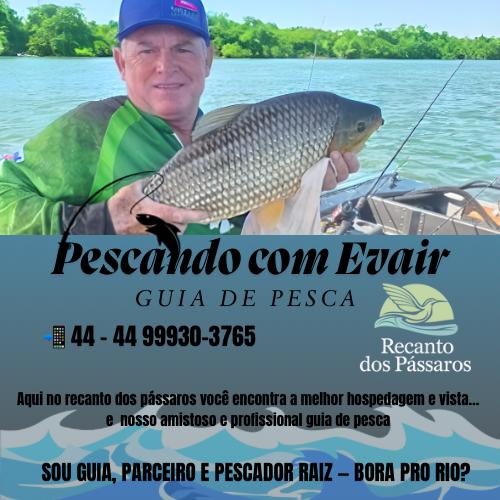 Pescando com Evair
GUIA DE PESCA
44 - 44 99930-3765
Recanto
dos Pássaros
Aqui no recanto dos pássaros você encontra a melhor hospedagem e vista...
e nosso amistoso e profissional guia de pesca
SOU GUIA, PARCEIRO E PESCADOR RAIZ – BORA PRO RIO?